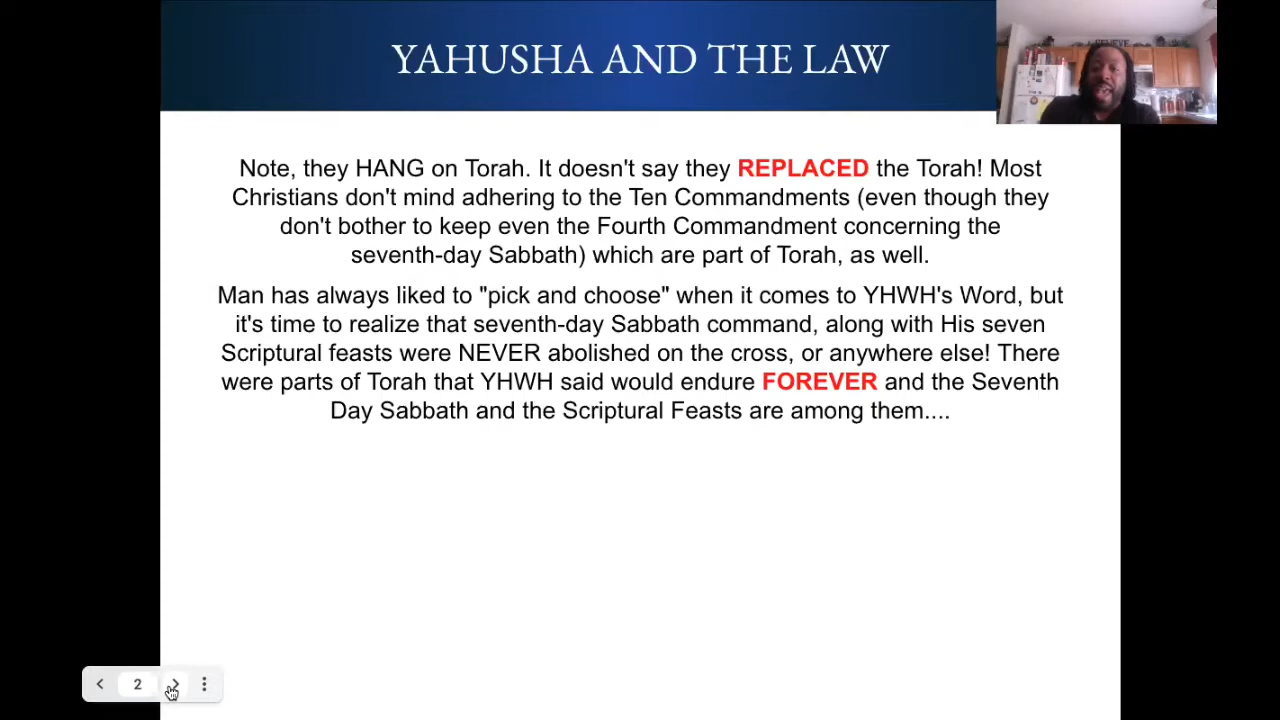 YAHUSHA AND THE LAW
BELIEVE
Note, they HANG on Torah. It doesn't say they REPLACED the Torah! Most
Christians don't mind adhering to the Ten Commandments (even though they
don't bother to keep even the Fourth Commandment concerning the
seventh-day Sabbath) which are part of Torah, as well.
Man has always liked to "pick and choose" when it comes to YHWH's Word, but
it's time to realize that seventh-day Sabbath command, along with His seven
Scriptural feasts were NEVER abolished on the cross, or anywhere else! There
were parts of Torah that YHWH said would endure FOREVER and the Seventh
Day Sabbath and the Scriptural Feasts are among them....
2